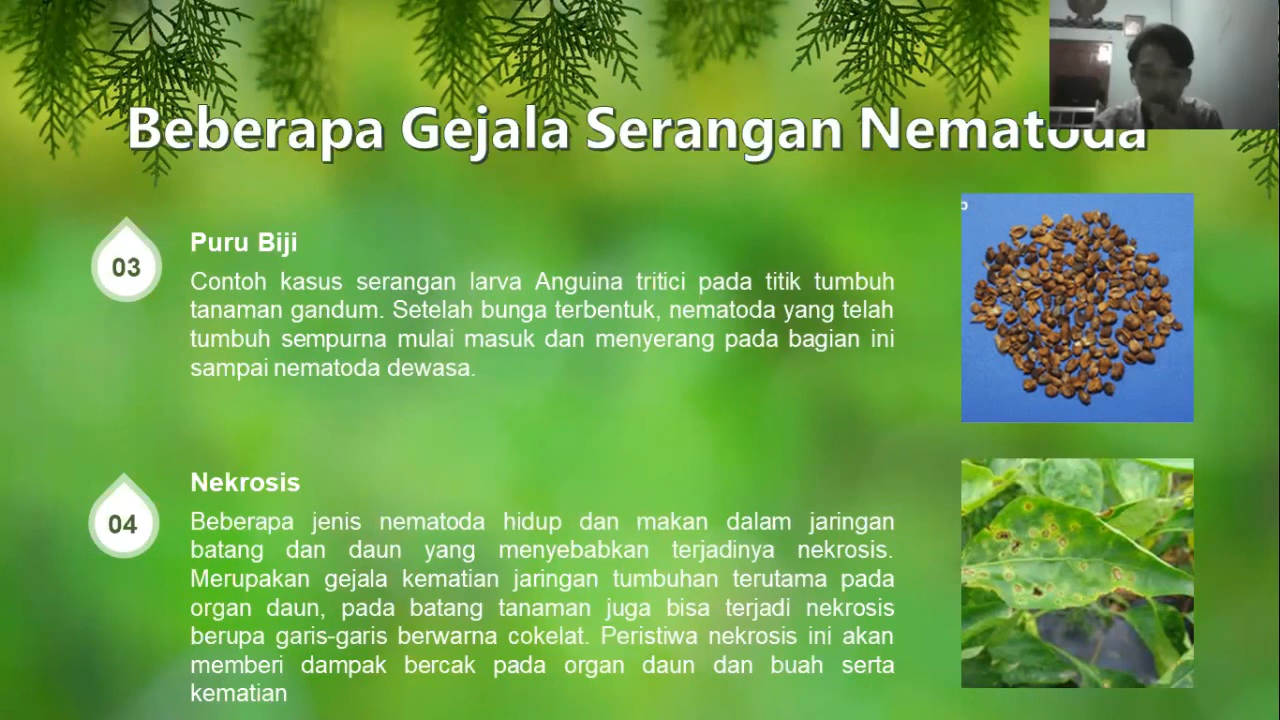 Beberapa Gejala Serangan Nematoda
03
Puru Biji
Contoh kasus serangan larva Anguina tritici pada titik tumbuh
tanaman gandum. Setelah bunga terbentuk, nematoda yang telah
tumbuh sempurna mulai masuk dan menyerang pada bagian ini
sampai nematoda dewasa.
b
04
Nekrosis
Beberapa jenis nematoda hidup dan makan dalam jaringan
batang dan daun yang menyebabkan terjadinya nekrosis.
Merupakan gejala kematian jaringan tumbuhan terutama pada
organ daun, pada batang tanaman juga bisa terjadi nekrosis
berupa garis-garis berwarna cokelat. Peristiwa nekrosis ini akan
memberi dampak bercak pada organ daun dan buah serta
kematian